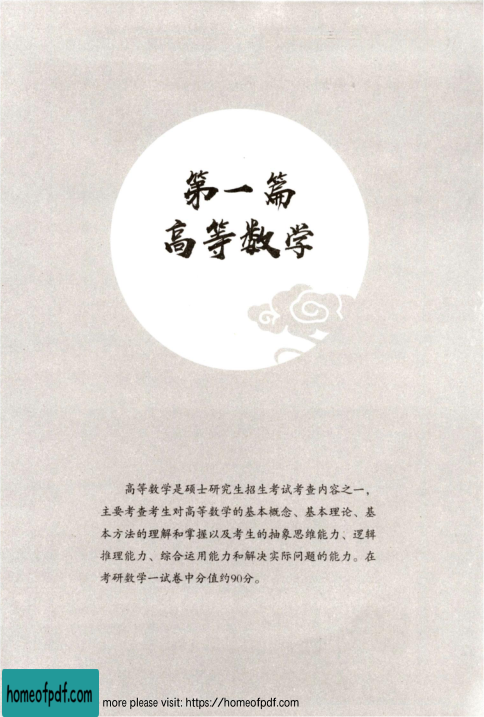 第一篇
高等数学
高等数学是硕士研究生招生考试考查内容之一，
主要考查考生对高等数学的基本概念、基本理论、基
本方法的理解和掌握以及考生的抽象思维能力、逻辑
推理能力、综合运用能力和解决实际问题的能力。在
考研数学一试卷中分值约90分。
homeofpdf.com
more please visit: https://homeofpdf.com